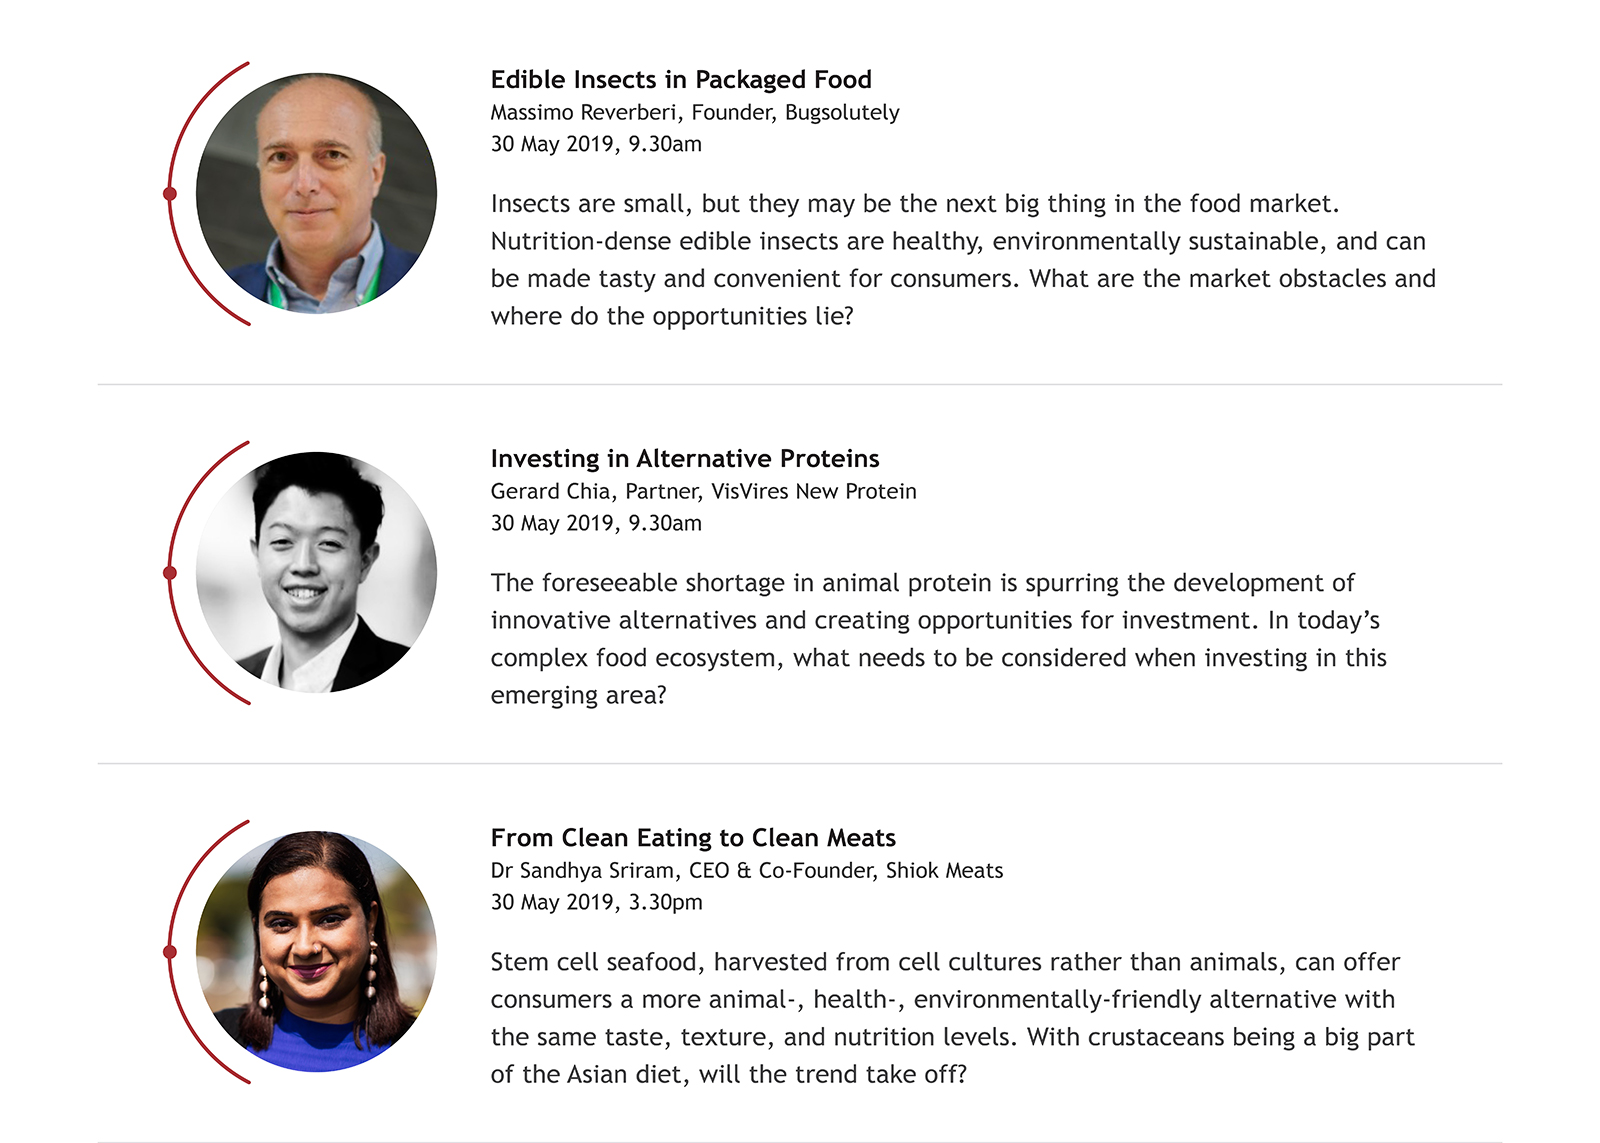 Edible Insects in Packaged Food
Massimo Reverberi, Founder, Bugsolutely
30 May 2019, 9.30am
Insects are small, but they may be the next big thing in the food market.
Nutrition-dense edible insects are healthy, environmentally sustainable, and can
be made tasty and convenient for consumers. What are the market obstacles and
where do the opportunities lie?
Investing in Alternative Proteins
Gerard Chia, Partner, VisVires New Protein
30 May 2019, 9.30am
The foreseeable shortage in animal protein is spurring the development of
innovative alternatives and creating opportunities for investment. In today’s
complex food ecosystem, what needs to be considered when investing in this
emerging area?
From Clean Eating to Clean Meats
Dr Sandhya Sriram, CEO & Co-Founder, Shiok Meats
30 May 2019, 3.30pm
Stem cell seafood, harvested from cell cultures rather than animals, can offer
consumers a more animal-, health-, environmentally-friendly alternative with
the same taste, texture, and nutrition levels. With crustaceans being a big part
of the Asian diet, will the trend take off?